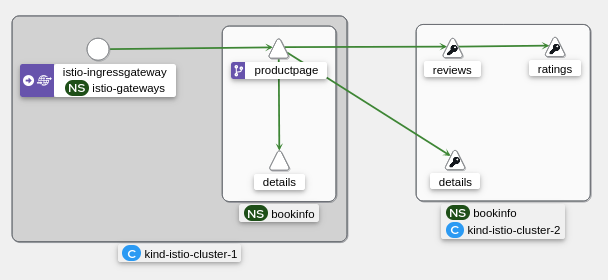 istio-ingressgateway
NS istio-gateways
productpage
reviews
ratings
details
details
NS bookinfo
NS bookinfo
C kind-istio-cluster-2
C kind-istio-cluster-1